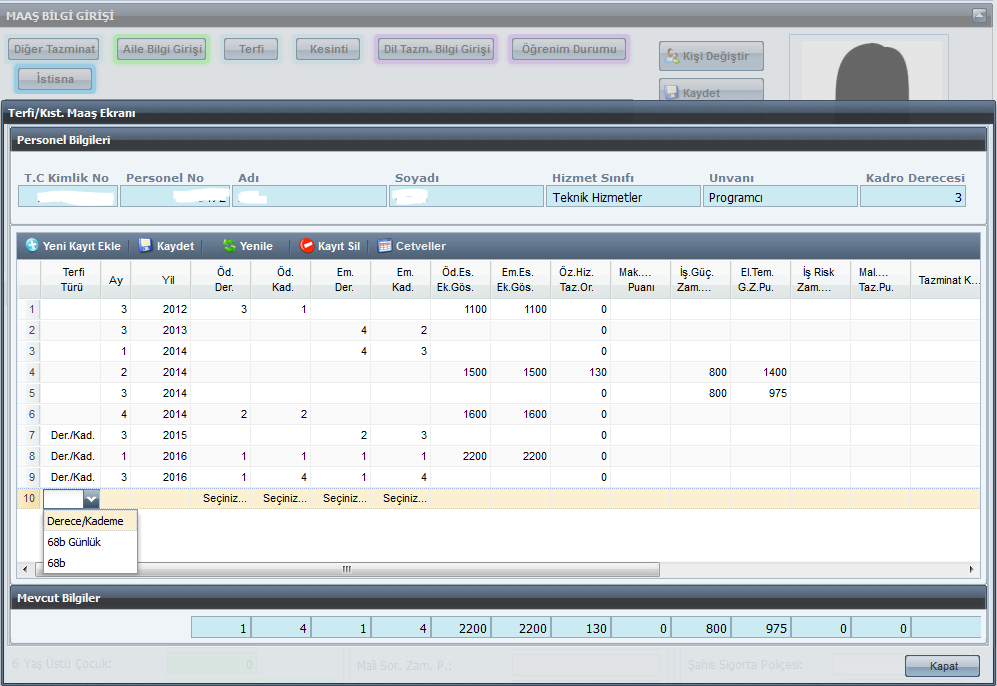 MAAŞ BİLGİ GİRİŞİ
Diğer Tazminat Aile Bilgi Girişi Terfi Kesinti Dil Tazm. Bilgi Girişi Öğrenim Durumu
Kişi Değiştir
İstisna
Kaydet
Terfi/Kıst. Maaş Ekranı
Personel Bilgileri
T.C Kimlik No Personel No Adı Soyadı Hizmet Sınıfı Unvanı Kadro Derecesi
Teknik Hizmetler Programcı 3
Yeni Kayıt Ekle Kaydet Yenile Kayıt Sil Cetveller
Terfi Türü Ay Yil Öd. Der. Öd. Kad. Em. Der. Em. Kad. Öd.Es. Ek.Gös. Em.Es. Ek.Gös. Öz.Hiz. Taz.Or. Mak.... Puanı İş.Güç. Zam.... El.Tem. G.Z.Pu. İş Risk Zam.... Mal.... Taz.Pu. Tazminat K...
1 3 2012 3 1 1100 1100 0
2 3 2013 4 2 0
3 1 2014 4 3 0
4 2 2014 1500 1500 130 800 1400
5 3 2014 0 800 975
6 4 2014 2 2 1600 1600 0
7 Der./Kad. 3 2015 2 3 0
8 Der./Kad. 1 2016 1 1 1 1 2200 2200 0
9 Der./Kad. 3 2016 1 4 1 4 0
10 Seçiniz... Seçiniz... Seçiniz... Seçiniz...
Derece/Kademe
68b Günlük
68b
Mevcut Bilgiler
1 4 1 4 2200 2200 130 0 800 975 0 0
6 Yaş Üstü Çocuk: 0 Mali Sor. Zam. P.: Şahıs Sigorta Poliçesi:
Kapat